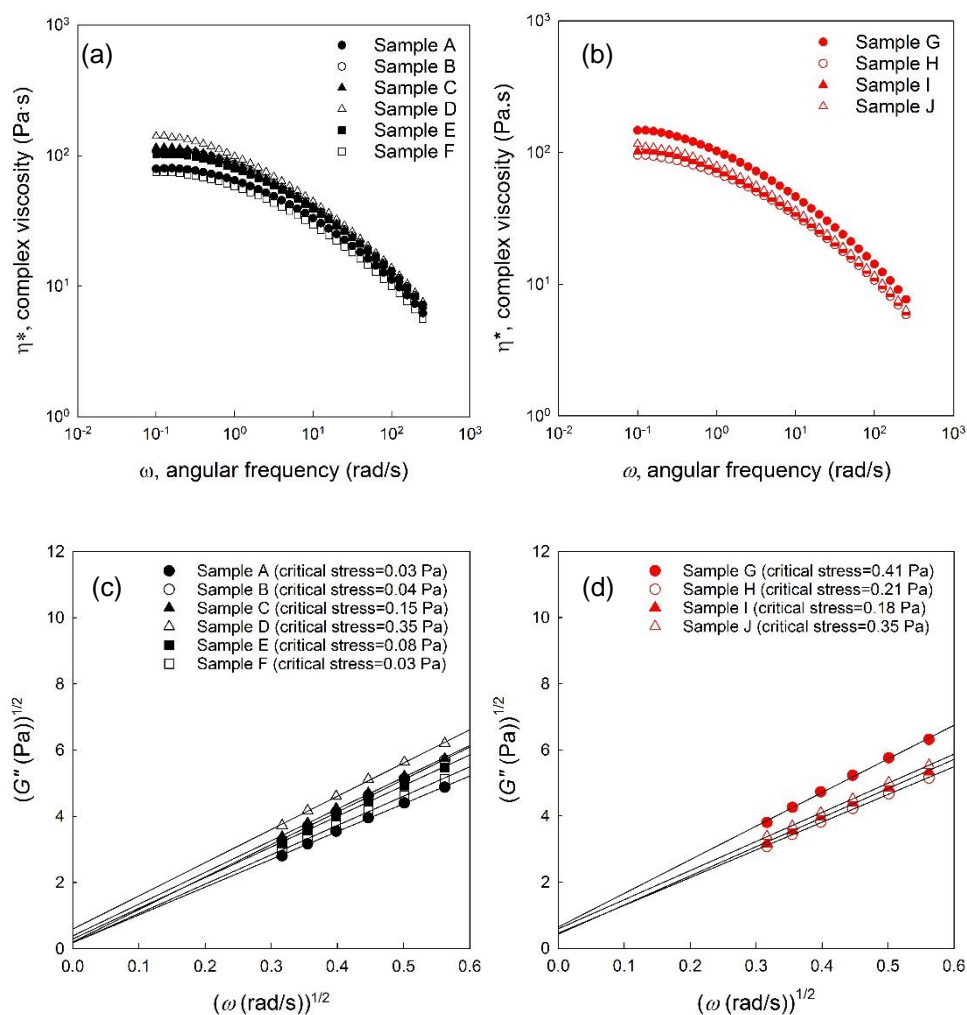 (a)
Sample A
Sample B
Sample C
Sample D
Sample E
Sample F
η*, complex viscosity (Pa·s)
10³
10²
10¹
10⁰
10⁻² 10⁻¹ 10⁰ 10¹ 10² 10³
ω, angular frequency (rad/s)
(b)
Sample G
Sample H
Sample I
Sample J
η*, complex viscosity (Pa.s)
10³
10²
10¹
10⁰
10⁻² 10⁻¹ 10⁰ 10¹ 10² 10³
ω, angular frequency (rad/s)
(c)
Sample A (critical stress=0.03 Pa)
Sample B (critical stress=0.04 Pa)
Sample C (critical stress=0.15 Pa)
Sample D (critical stress=0.35 Pa)
Sample E (critical stress=0.08 Pa)
Sample F (critical stress=0.03 Pa)
(G″ (Pa))¹ᐟ²
12
10
8
6
4
2
0
0.0 0.1 0.2 0.3 0.4 0.5 0.6
(ω (rad/s))¹ᐟ²
(d)
Sample G (critical stress=0.41 Pa)
Sample H (critical stress=0.21 Pa)
Sample I (critical stress=0.18 Pa)
Sample J (critical stress=0.35 Pa)
(G″ (Pa))¹ᐟ²
12
10
8
6
4
2
0
0.0 0.1 0.2 0.3 0.4 0.5 0.6
(ω (rad/s))¹ᐟ²